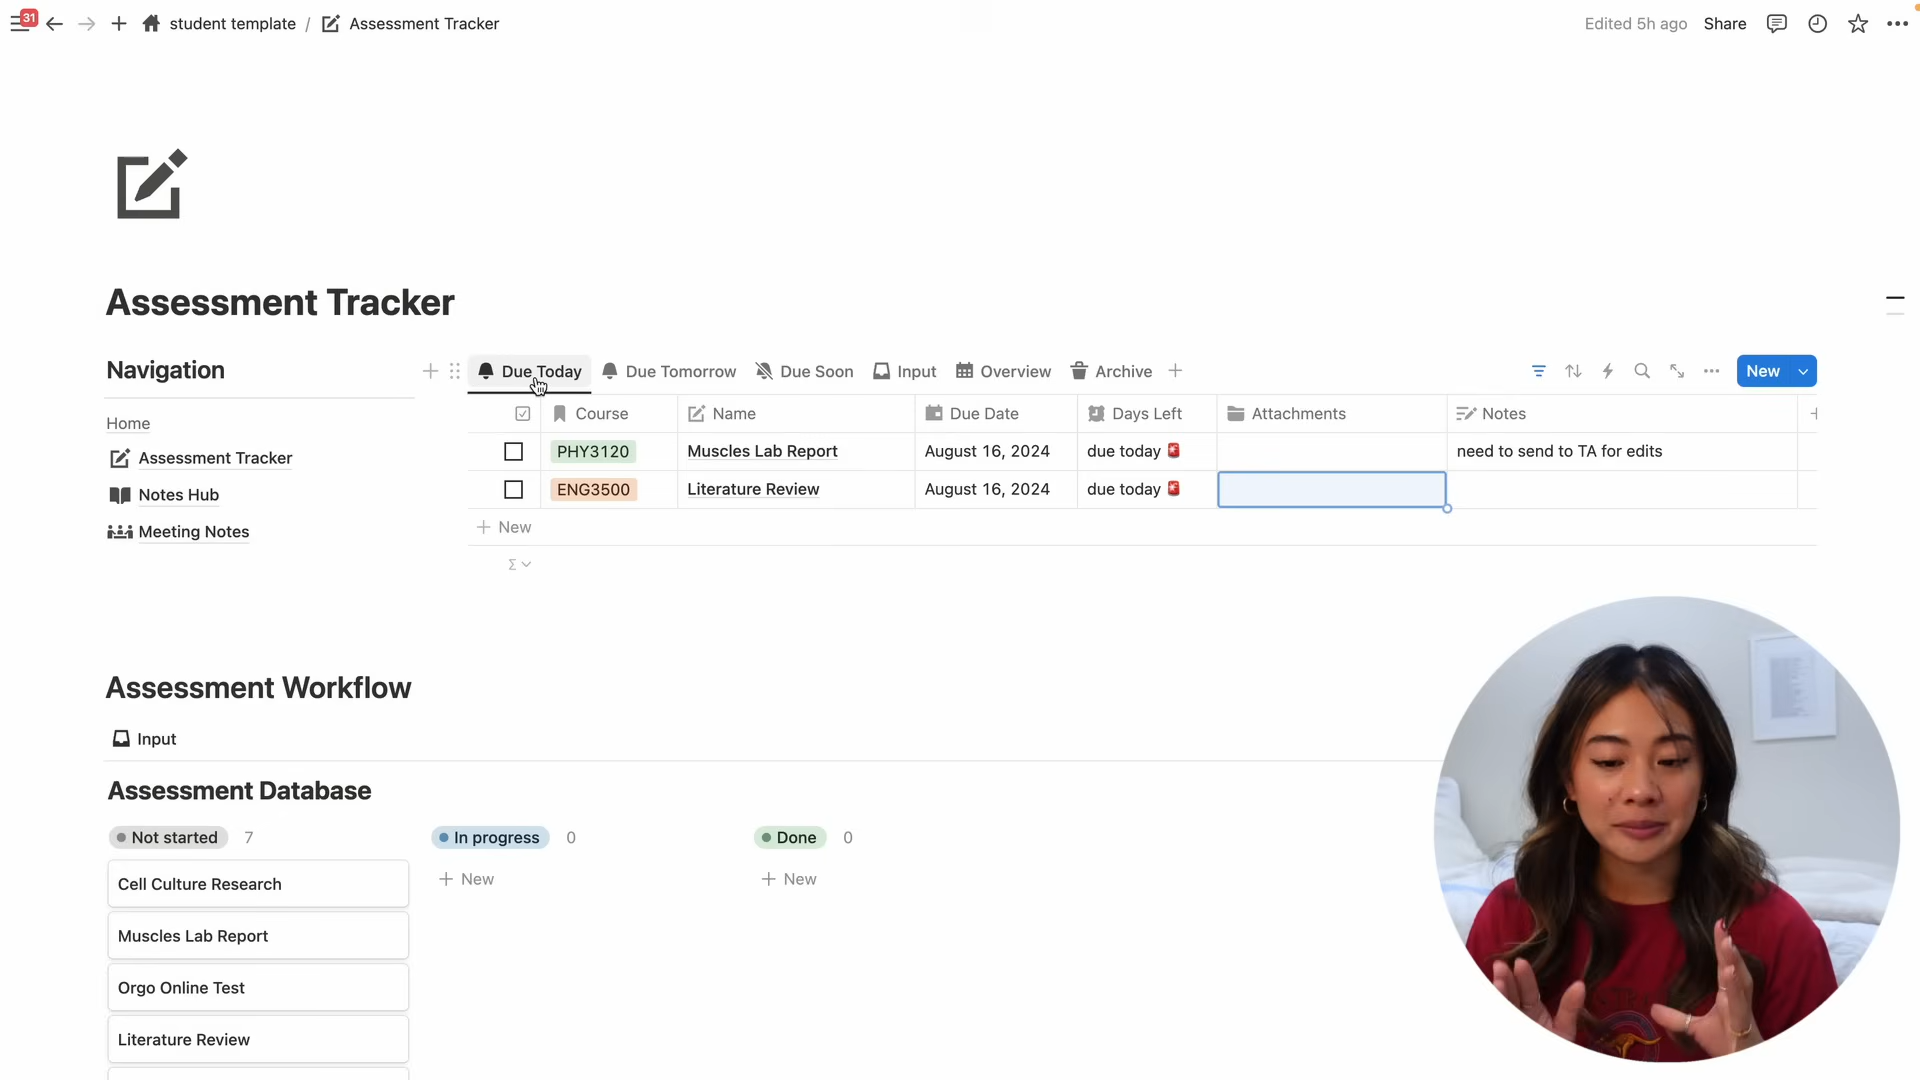 31
student template / Assessment Tracker
Edited 5h ago Share
Assessment Tracker
Navigation
Home
Assessment Tracker
Notes Hub
Meeting Notes
Due Today Due Tomorrow Due Soon Input Overview Archive
New
Course Name Due Date Days Left Attachments Notes
PHY3120 Muscles Lab Report August 16, 2024 due today need to send to TA for edits
ENG3500 Literature Review August 16, 2024 due today
+ New
Σ
Assessment Workflow
Input
Assessment Database
Not started 7 In progress 0 Done 0
Cell Culture Research
+ New + New
Muscles Lab Report
Orgo Online Test
Literature Review